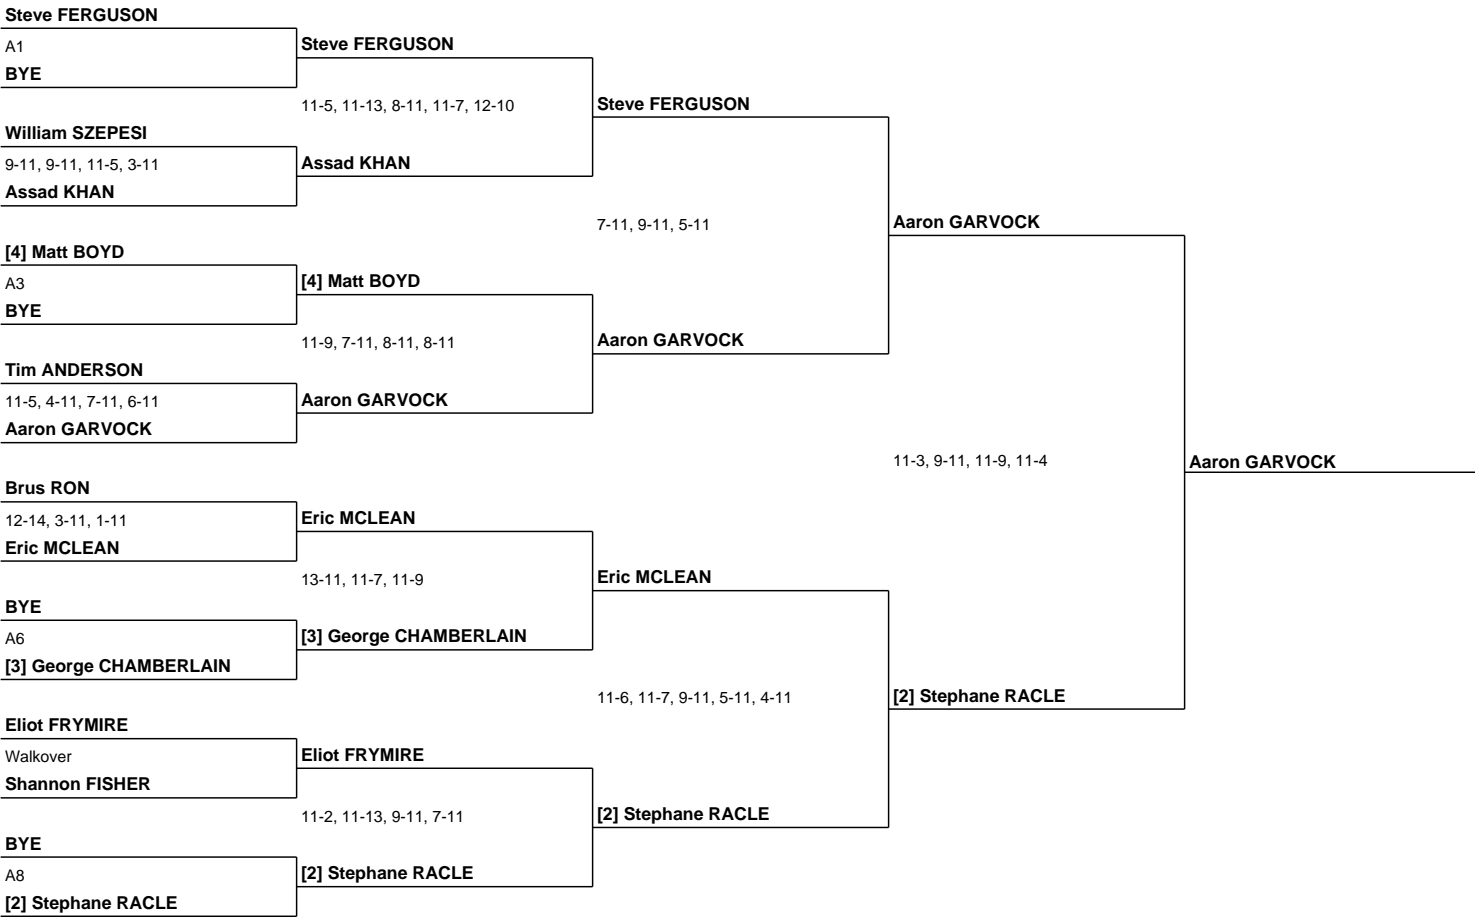 Steve FERGUSON
A1
BYE
William SZEPESI
9-11, 9-11, 11-5, 3-11
Assad KHAN
[4] Matt BOYD
A3
BYE
Tim ANDERSON
11-5, 4-11, 7-11, 6-11
Aaron GARVOCK
Brus RON
12-14, 3-11, 1-11
Eric MCLEAN
BYE
A6
[3] George CHAMBERLAIN
Eliot FRYMIRE
Walkover
Shannon FISHER
BYE
A8
[2] Stephane RACLE
Steve FERGUSON
11-5, 11-13, 8-11, 11-7, 12-10
Assad KHAN
[4] Matt BOYD
11-9, 7-11, 8-11, 8-11
Aaron GARVOCK
Eric MCLEAN
13-11, 11-7, 11-9
[3] George CHAMBERLAIN
Eliot FRYMIRE
11-2, 11-13, 9-11, 7-11
[2] Stephane RACLE
Steve FERGUSON
7-11, 9-11, 5-11
Aaron GARVOCK
Eric MCLEAN
11-6, 11-7, 9-11, 5-11, 4-11
[2] Stephane RACLE
Aaron GARVOCK
11-3, 9-11, 11-9, 11-4
[2] Stephane RACLE
Aaron GARVOCK